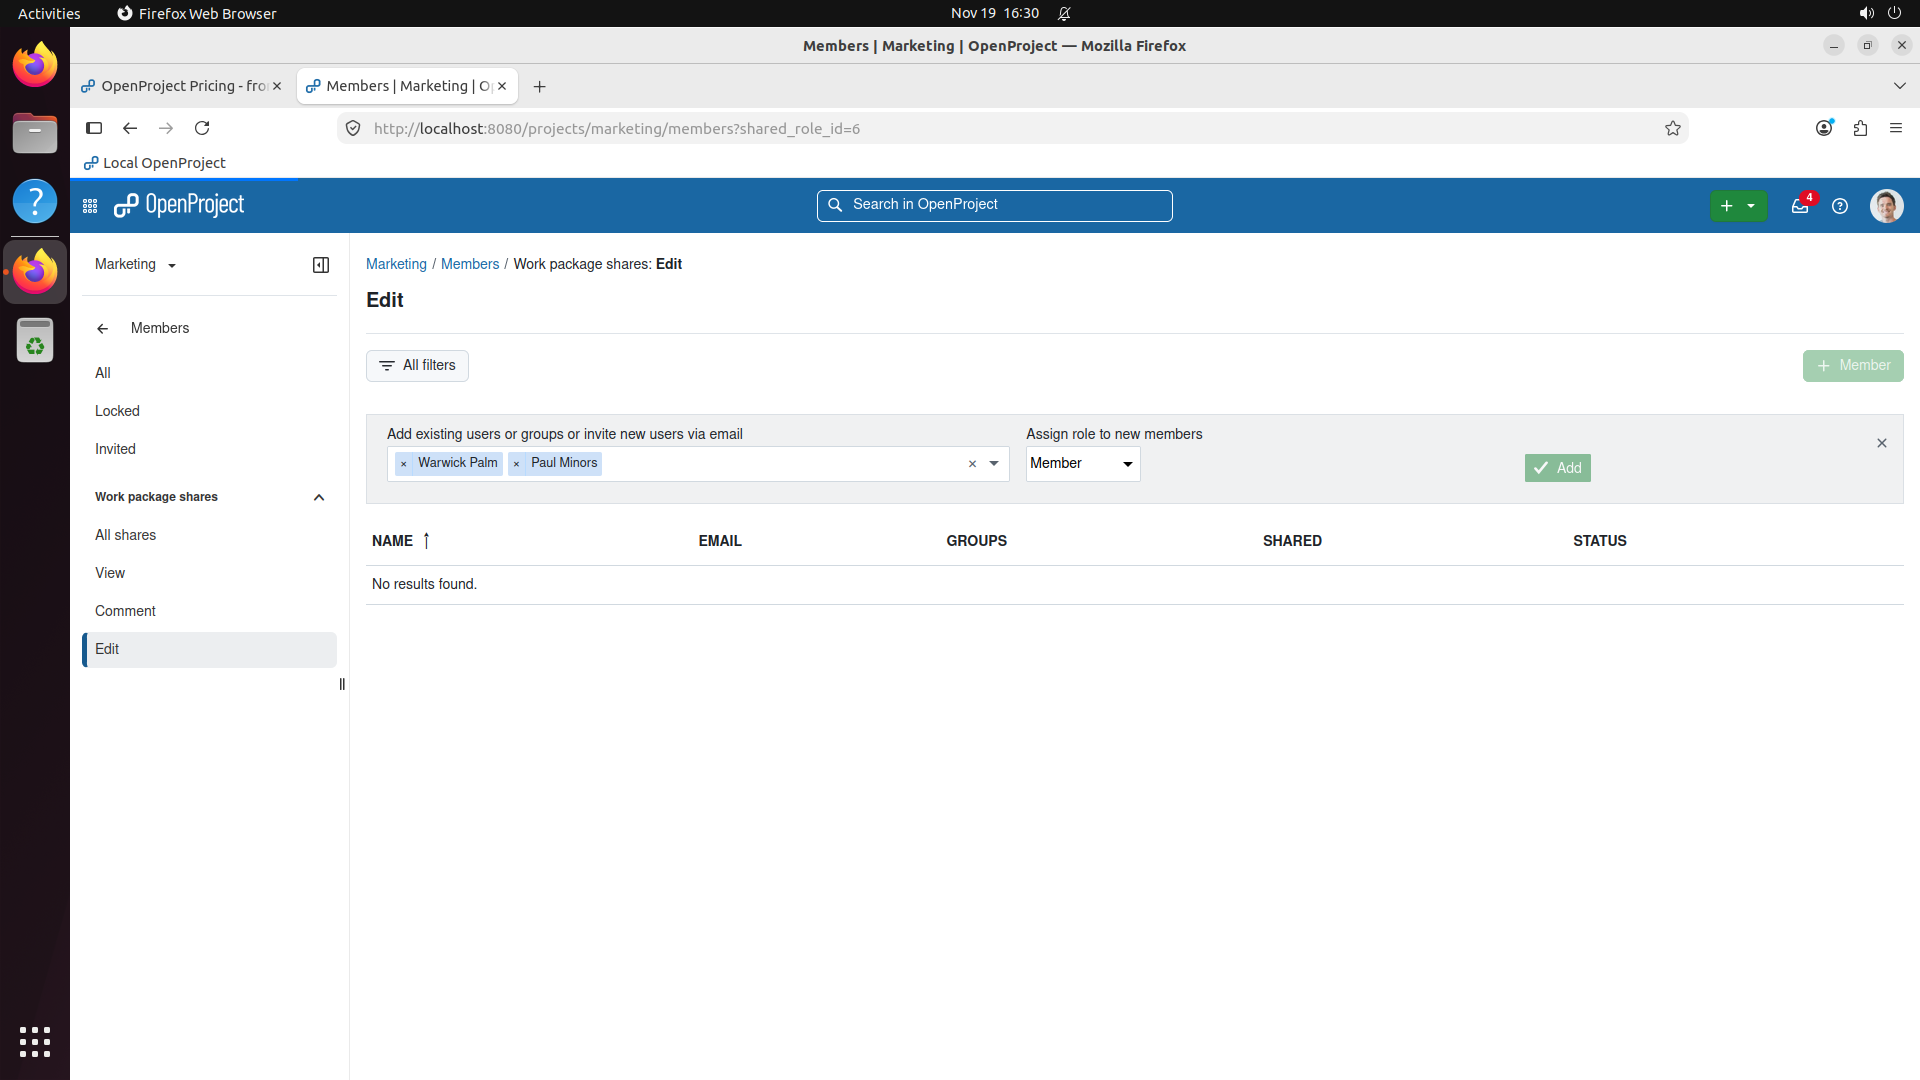 Activities
Firefox Web Browser
Nov 19 16:30
Members | Marketing | OpenProject — Mozilla Firefox
OpenProject Pricing - fro
Members | Marketing | O
http://localhost:8080/projects/marketing/members?shared_role_id=6
Local OpenProject
OpenProject
Search in OpenProject
4
Marketing
Marketing / Members / Work package shares: Edit
Edit
Members
All filters
Member
All
Locked
Invited
Add existing users or groups or invite new users via email
Assign role to new members
× Warwick Palm × Paul Minors
Member
Add
Work package shares
All shares
View
Comment
Edit
NAME EMAIL GROUPS SHARED STATUS
No results found.